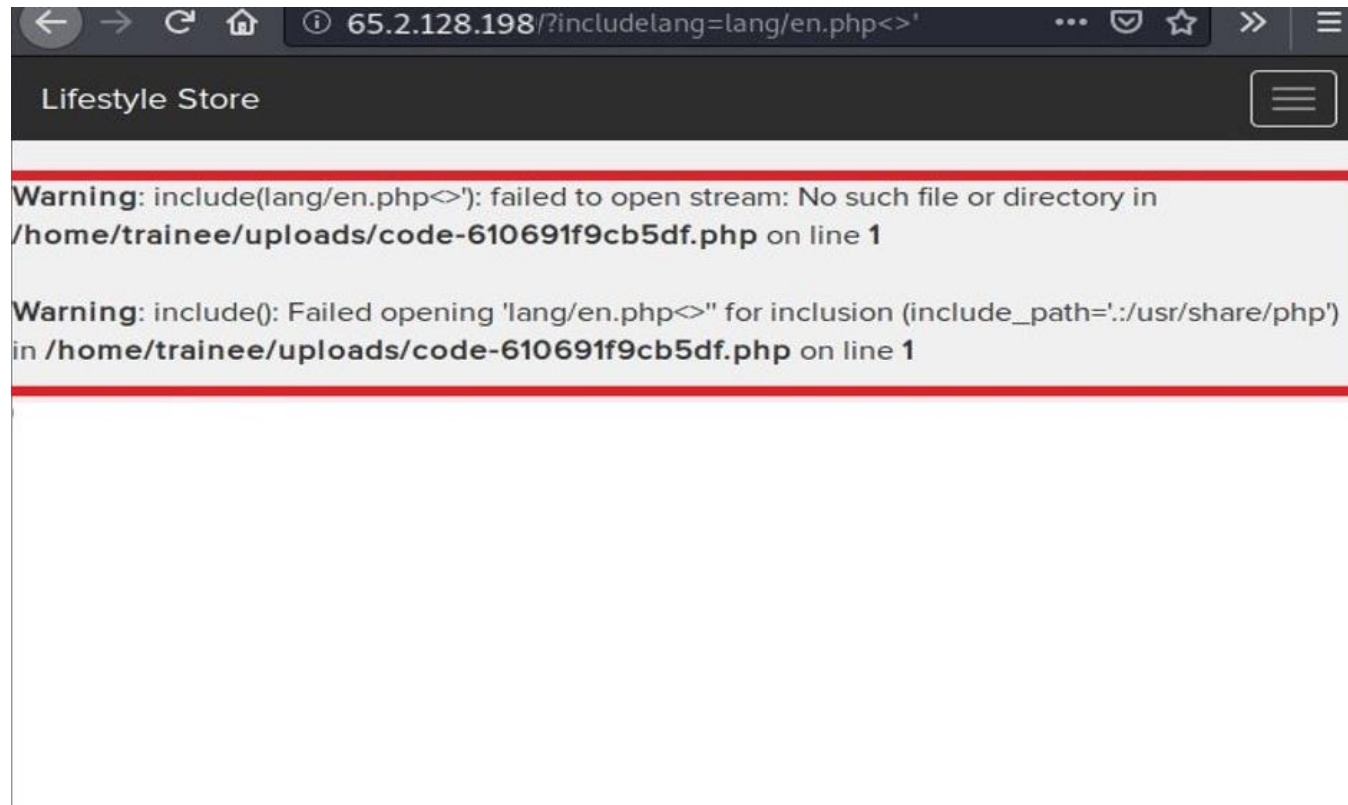 65.2.128.198/?includelang=lang/en.php<>'
Lifestyle Store
Warning: include(lang/en.php<>'): failed to open stream: No such file or directory in
/home/trainee/uploads/code-610691f9cb5df.php on line 1
Warning: include(): Failed opening 'lang/en.php<>'' for inclusion (include_path='.:/usr/share/php')
in /home/trainee/uploads/code-610691f9cb5df.php on line 1